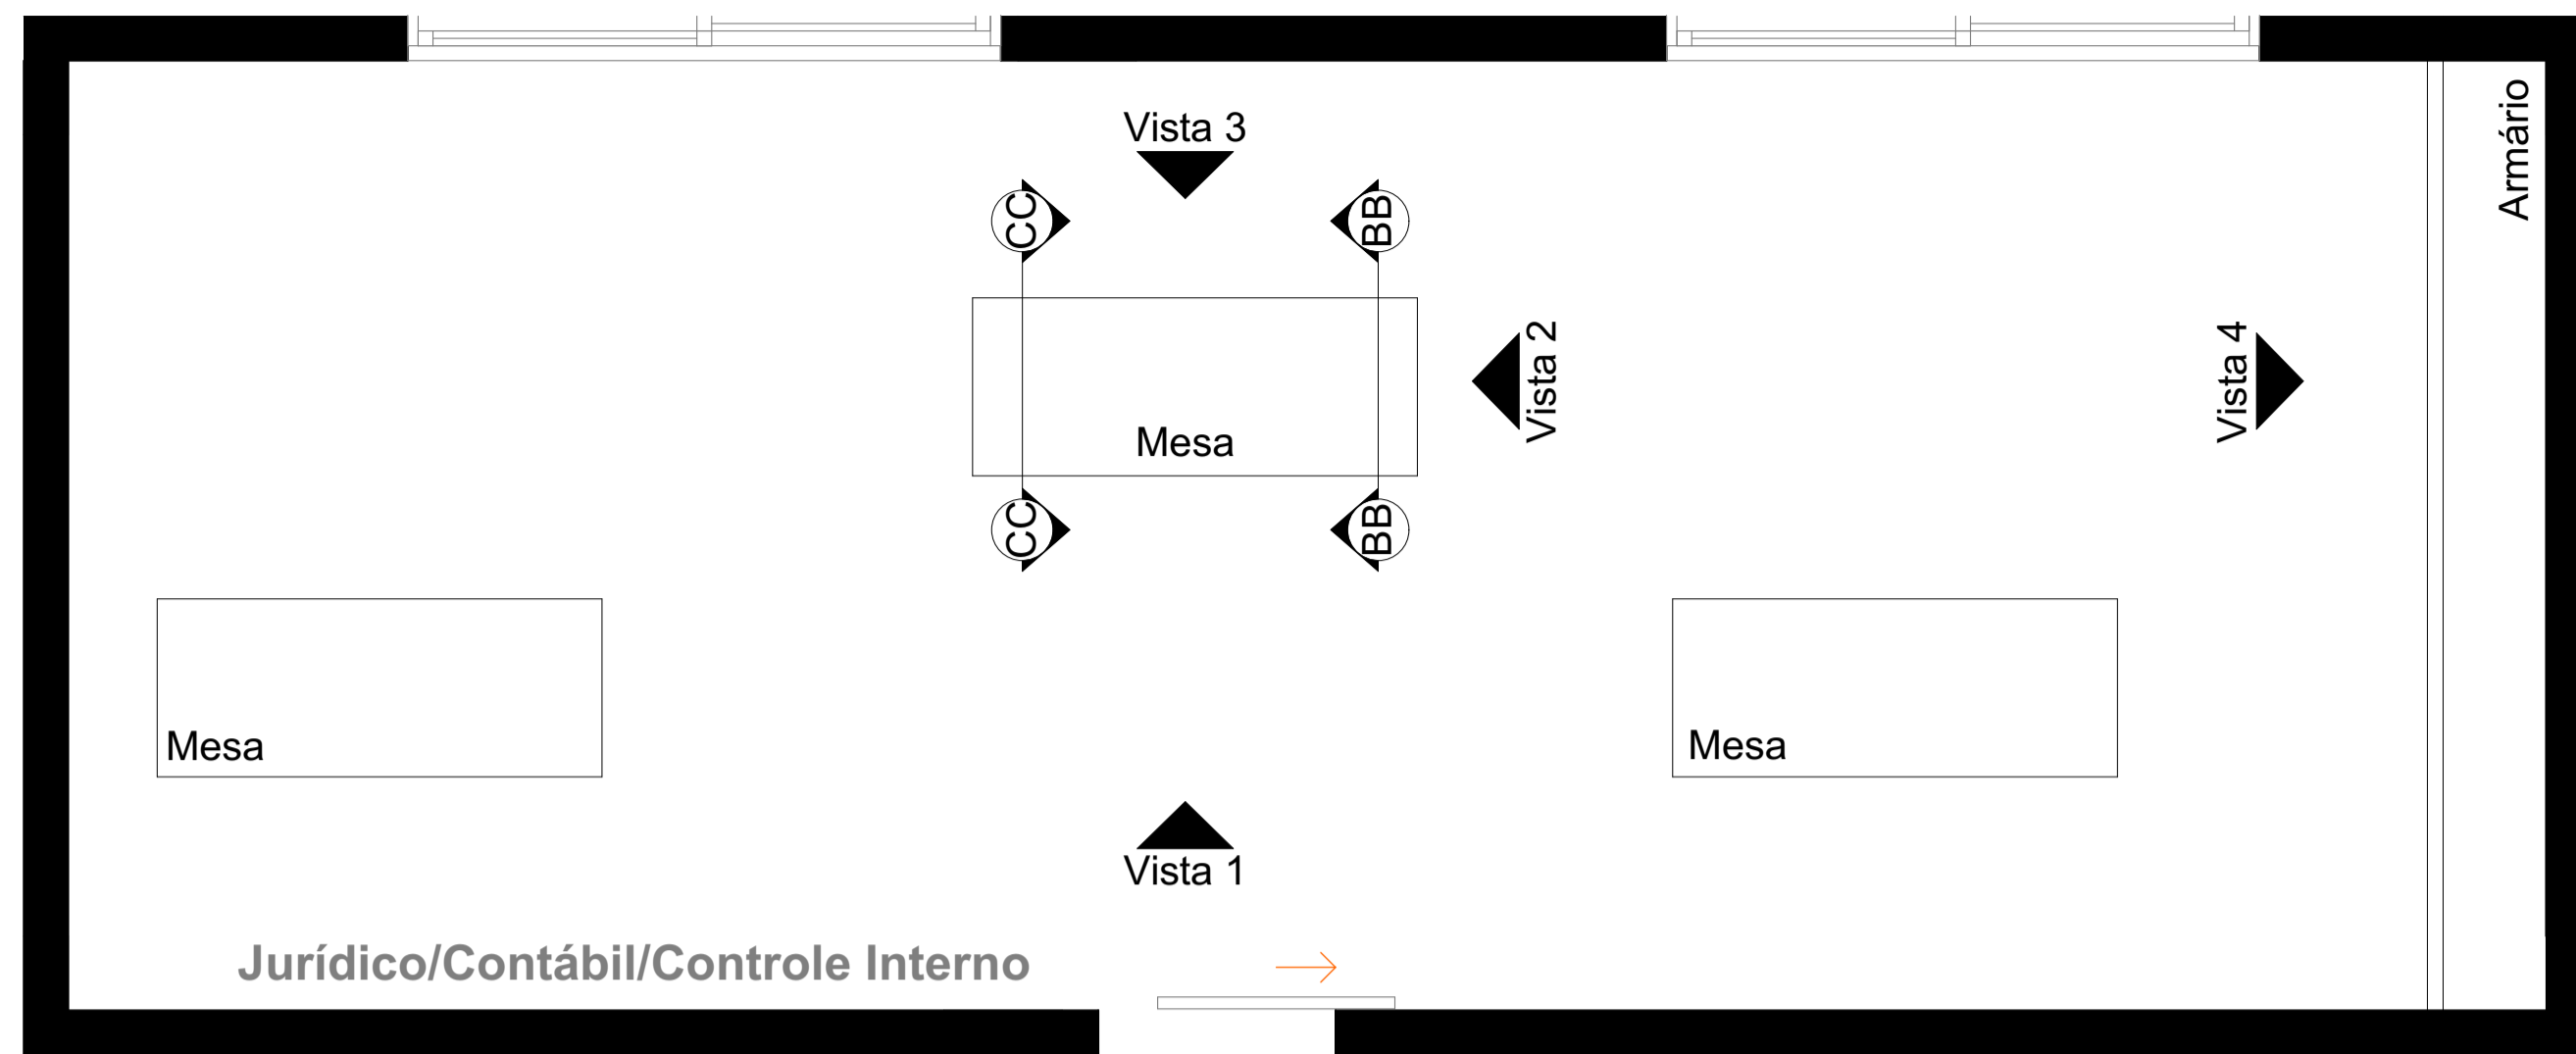 Vista 3
Armário
CC
BB
Vista 2
Vista 4
Mesa
CC
BB
Mesa
Mesa
Vista 1
Jurídico/Contábil/Controle Interno